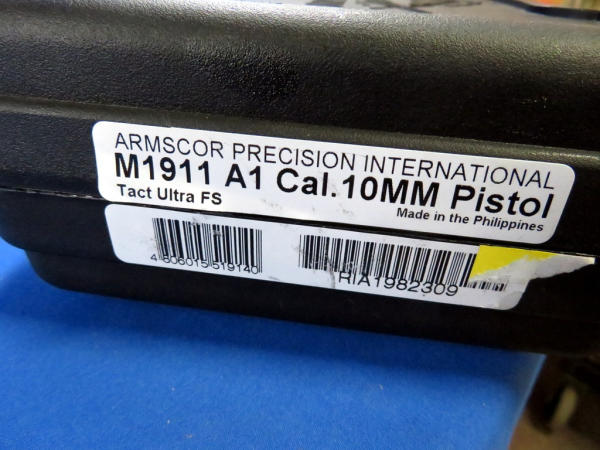 ARMSCOR PRECISION INTERNATIONAL
M1911 A1 Cal.10MM Pistol
Tact Ultra FS
Made in the Philippines
4 806015 519140
RIA1982309